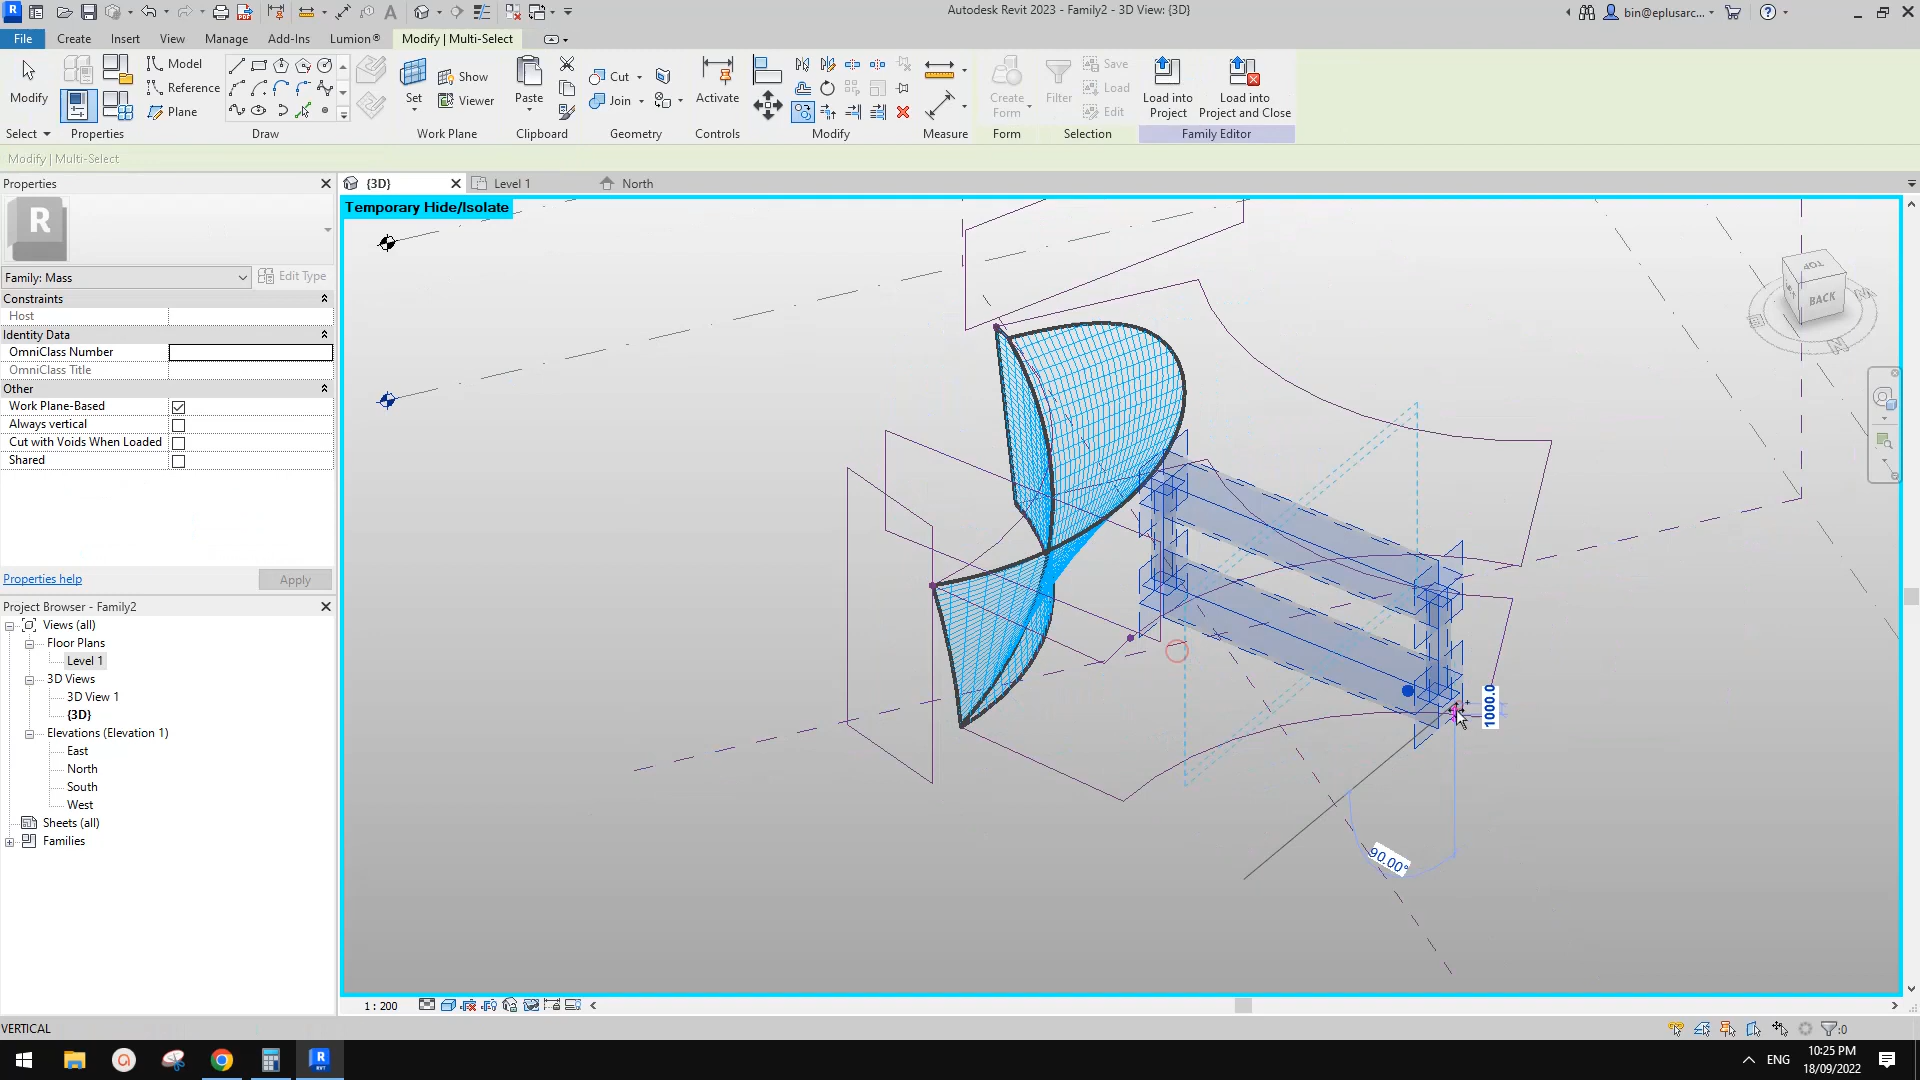 Autodesk Revit 2023 - Family2 - 3D View: {3D}
bin@eplusarc...
File
Create
Insert
View
Manage
Add-Ins
Lumion®
Modify | Multi-Select
Modify
Model
Reference
Plane
Set
Show
Viewer
Paste
Cut
Join
Activate
Create
Form
Filter
Save
Load
Edit
Load into
Project
Load into
Project and Close
Select
Properties
Draw
Work Plane
Clipboard
Geometry
Controls
Modify
Measure
Form
Selection
Family Editor
Modify | Multi-Select
Properties
{3D}
Level 1
North
Temporary Hide/Isolate
R
Family: Mass
Edit Type
Constraints
Host
Identity Data
OmniClass Number
OmniClass Title
Other
Work Plane-Based
Always vertical
Cut with Voids When Loaded
Shared
Properties help
Apply
Project Browser - Family2
Views (all)
Floor Plans
Level 1
3D Views
3D View 1
{3D}
Elevations (Elevation 1)
East
North
South
West
Sheets (all)
Families
TOP
BACK
1000.0
90.00°
1 : 200
VERTICAL
:0
ENG
10:25 PM
18/09/2022